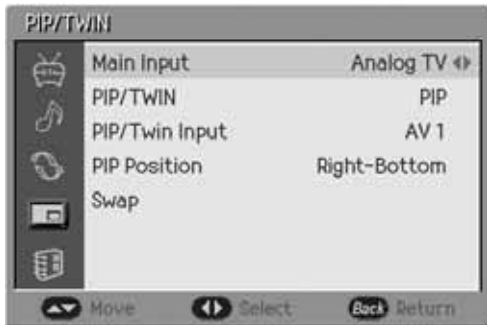 PIP/TWIN
Main Input Analog TV
PIP/TWIN PIP
PIP/Twin Input AV 1
PIP Position Right-Bottom
Swap
Move Select Back Return